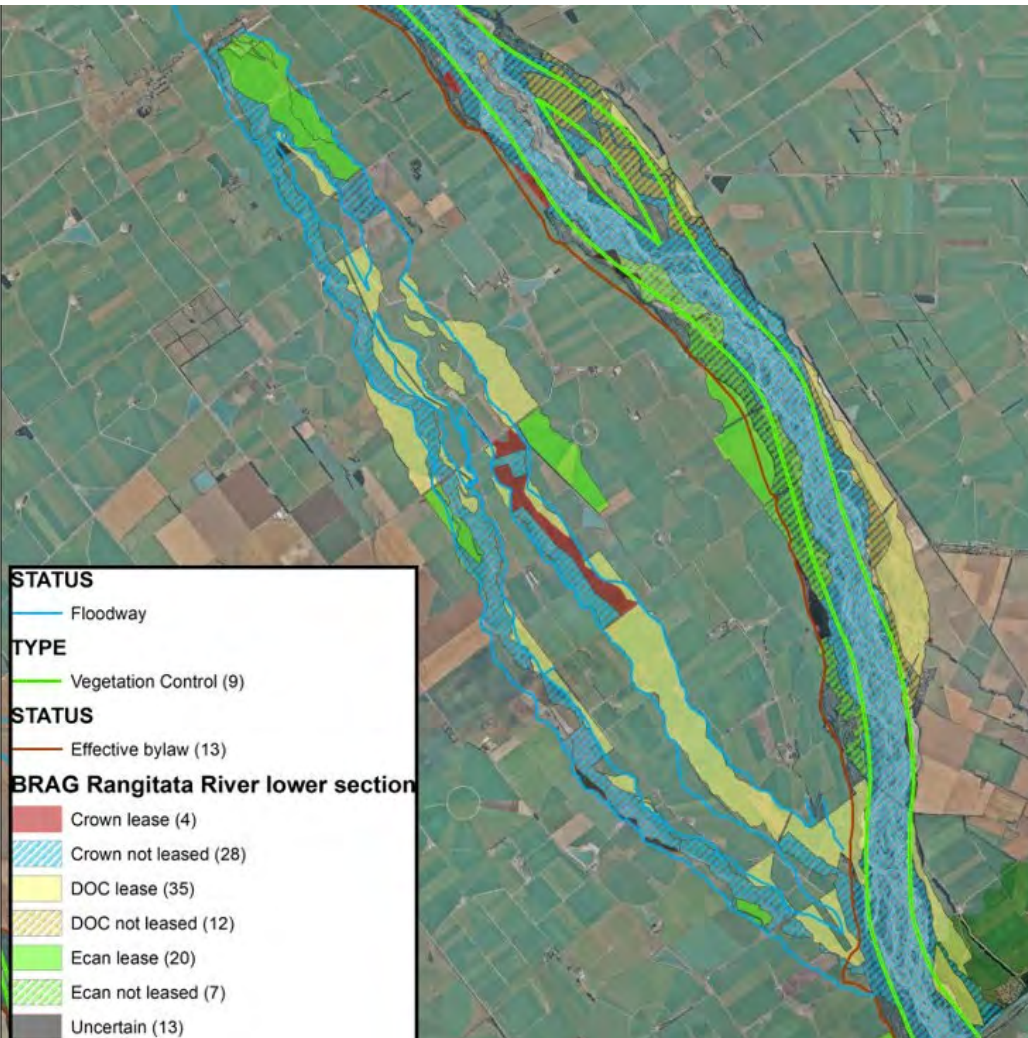 STATUS
Floodway
TYPE
Vegetation Control (9)
STATUS
Effective bylaw (13)
BRAG Rangitata River lower section
Crown lease (4)
Crown not leased (28)
DOC lease (35)
DOC not leased (12)
Ecan lease (20)
Ecan not leased (7)
Uncertain (13)